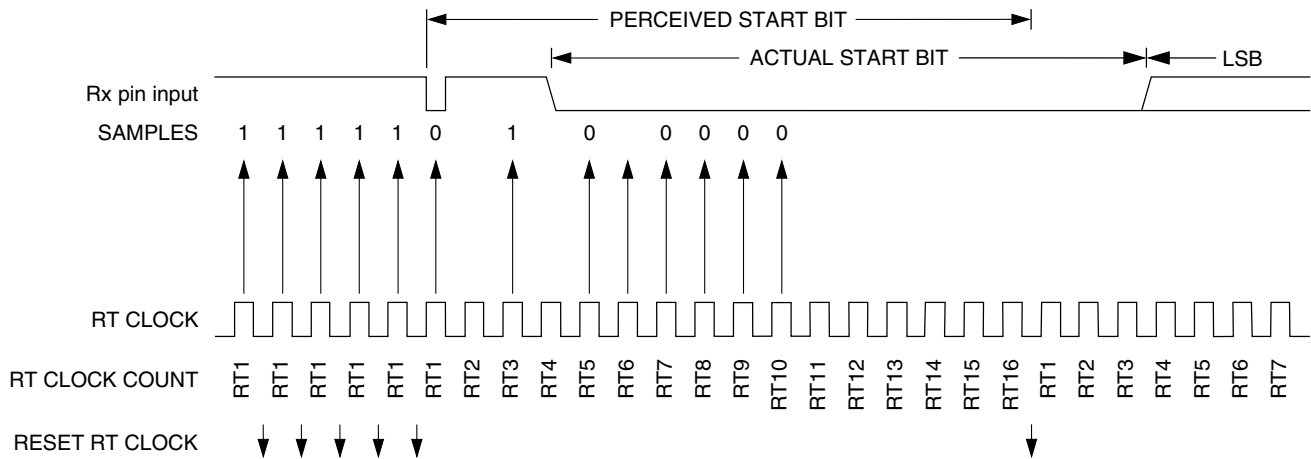 PERCEIVED START BIT
ACTUAL START BIT
LSB
Rx pin input
SAMPLES 1 1 1 1 1 0 1 0 0 0 0 0
RT CLOCK
RT CLOCK COUNT RT1 RT1 RT1 RT1 RT1 RT1 RT2 RT3 RT4 RT5 RT6 RT7 RT8 RT9 RT10 RT11 RT12 RT13 RT14 RT15 RT16 RT1 RT2 RT3 RT4 RT5 RT6 RT7
RESET RT CLOCK